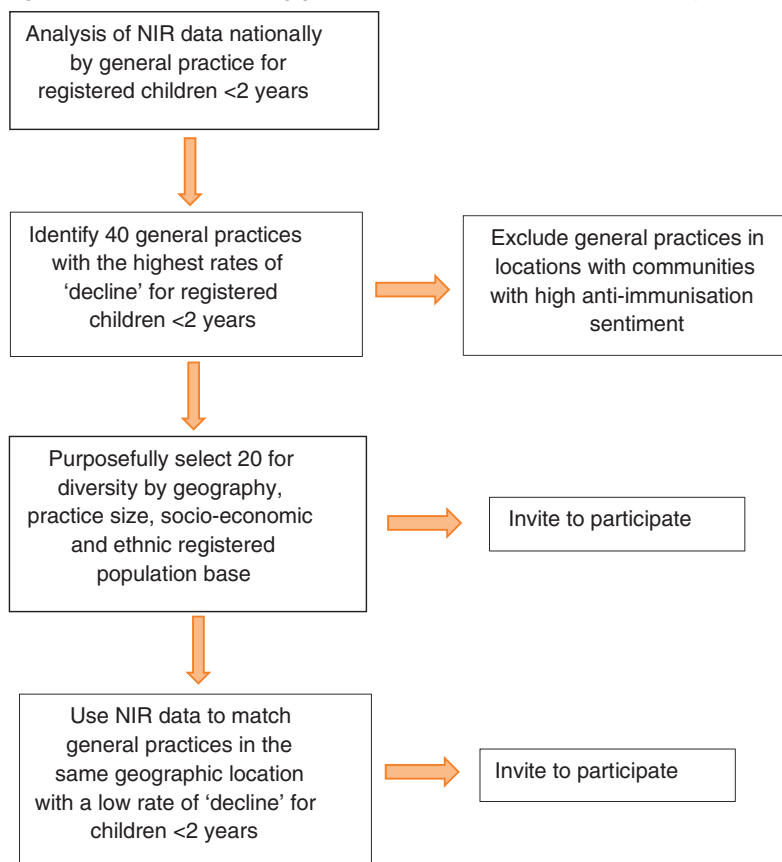 Analysis of NIR data nationally
by general practice for
registered children <2 years
Identify 40 general practices
with the highest rates of
‘decline’ for registered
children <2 years
Exclude general practices in
locations with communities
with high anti-immunisation
sentiment
Purposefully select 20 for
diversity by geography,
practice size, socio-economic
and ethnic registered
population base
Invite to participate
Use NIR data to match
general practices in the
same geographic location
with a low rate of ‘decline’ for
children <2 years
Invite to participate